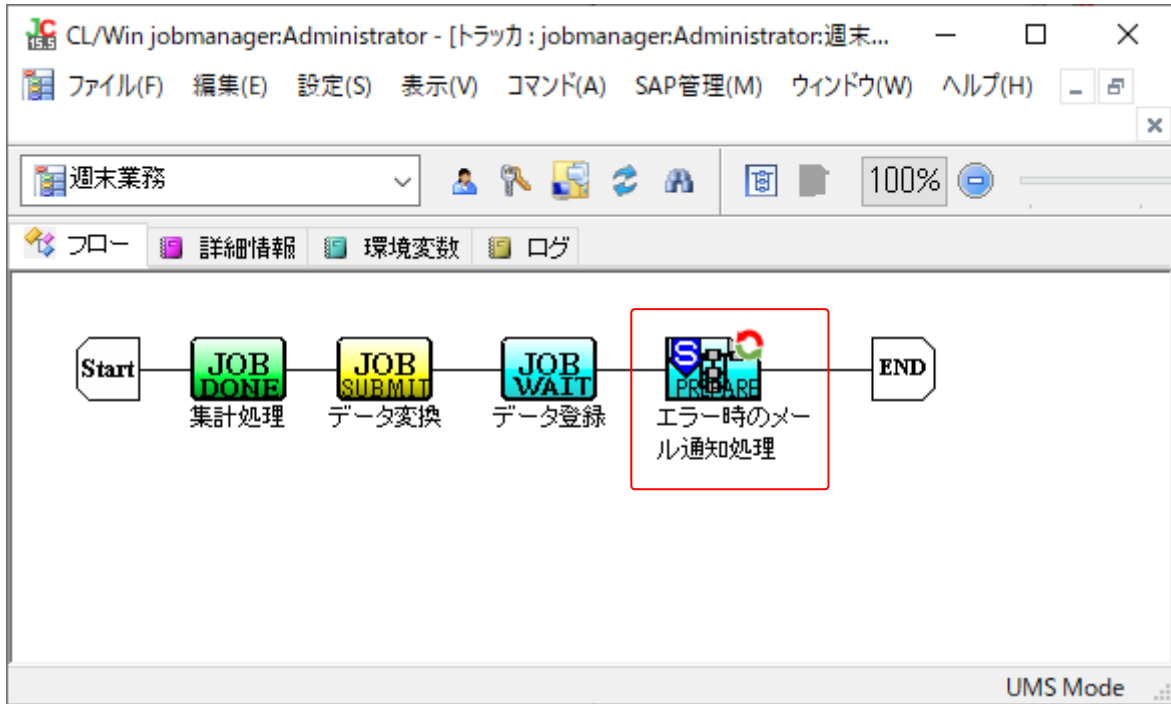 JC 15.5 CL/Win jobmanager:Administrator - [トラッカ : jobmanager:Administrator:週末...
ファイル(F) 編集(E) 設定(S) 表示(V) コマンド(A) SAP管理(M) ウィンドウ(W) ヘルプ(H)
週末業務 100%
フロー 詳細情報 環境変数 ログ
Start
JOB
DONE
集計処理
JOB
SUBMIT
データ変換
JOB
WAIT
データ登録
S
PREPARE
エラー時のメー
ル通知処理
END
UMS Mode